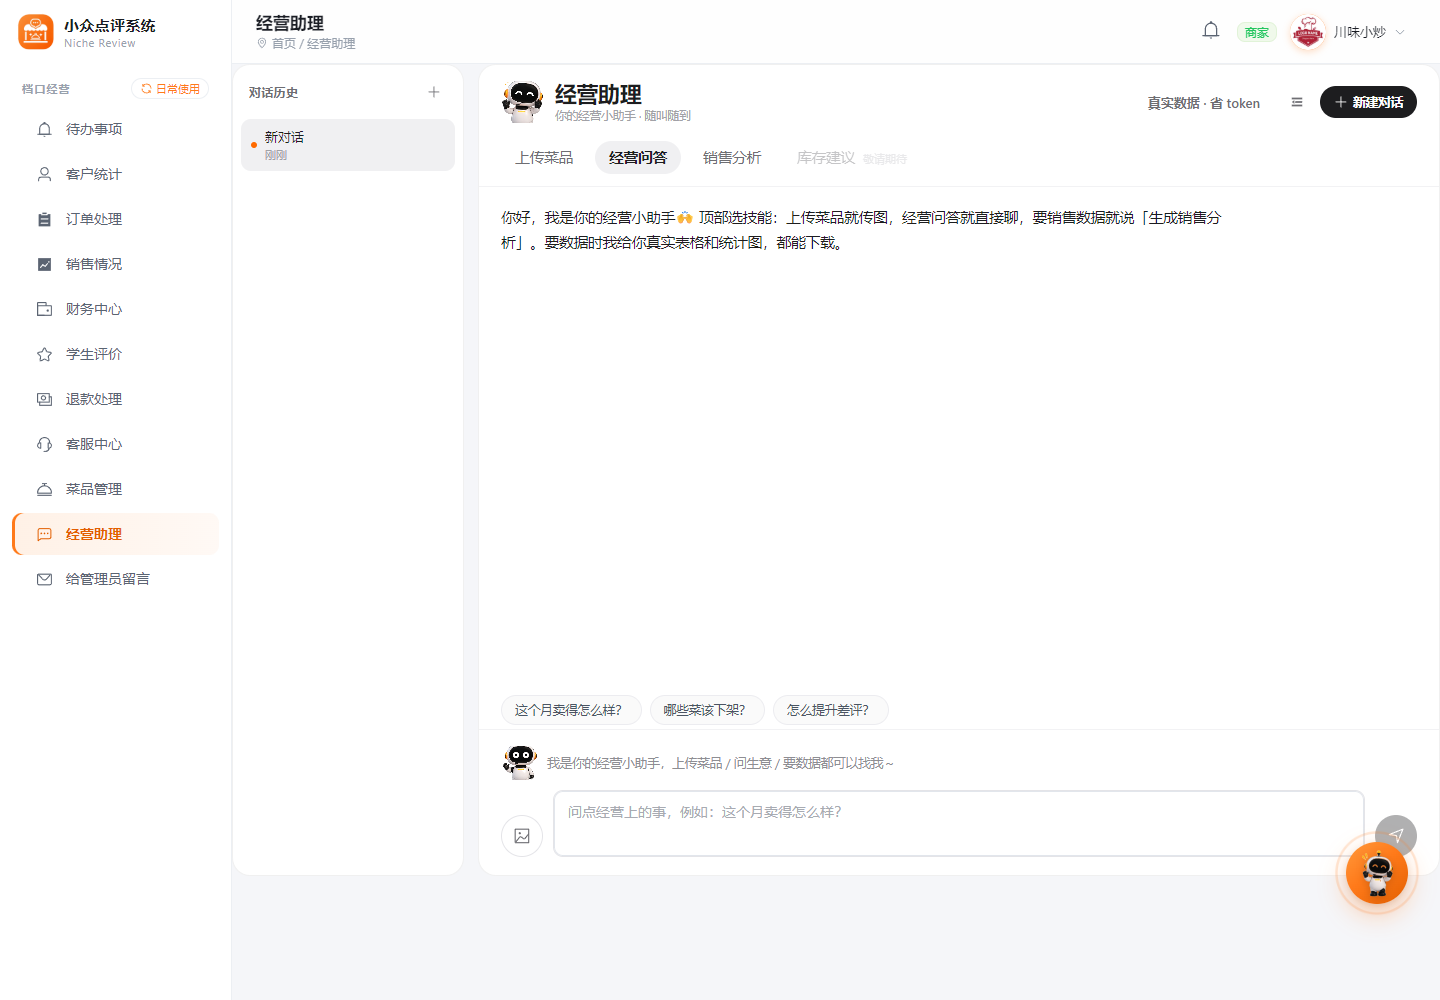 小众点评系统
Niche Review
档口经营
日常使用
待办事项
客户统计
订单处理
销售情况
财务中心
学生评价
退款处理
客服中心
菜品管理
经营助理
给管理员留言
经营助理
首页 / 经营助理
商家
川味小炒
对话历史
新对话
刚刚
经营助理
你的经营小助手 · 随叫随到
真实数据 · 省 token
新建对话
上传菜品
经营问答
销售分析
库存建议 敬请期待
你好，我是你的经营小助手🙌 顶部选技能：上传菜品就传图，经营问答就直接聊，要销售数据就说「生成销售分
析」。要数据时我给你真实表格和统计图，都能下载。
这个月卖得怎么样？
哪些菜该下架？
怎么提升差评？
我是你的经营小助手，上传菜品 / 问生意 / 要数据都可以找我～
问点经营上的事，例如：这个月卖得怎么样？